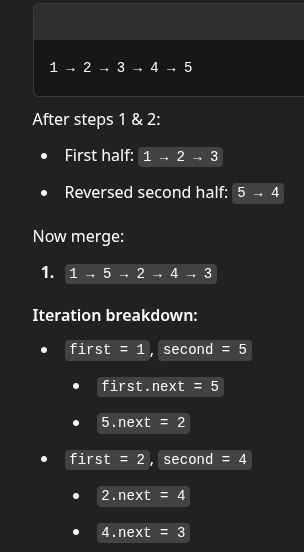 1 → 2 → 3 → 4 → 5
After steps 1 & 2:
• First half: 1 → 2 → 3
• Reversed second half: 5 → 4
Now merge:
1. 1 → 5 → 2 → 4 → 3
Iteration breakdown:
• first = 1, second = 5
• first.next = 5
• 5.next = 2
• first = 2, second = 4
• 2.next = 4
• 4.next = 3